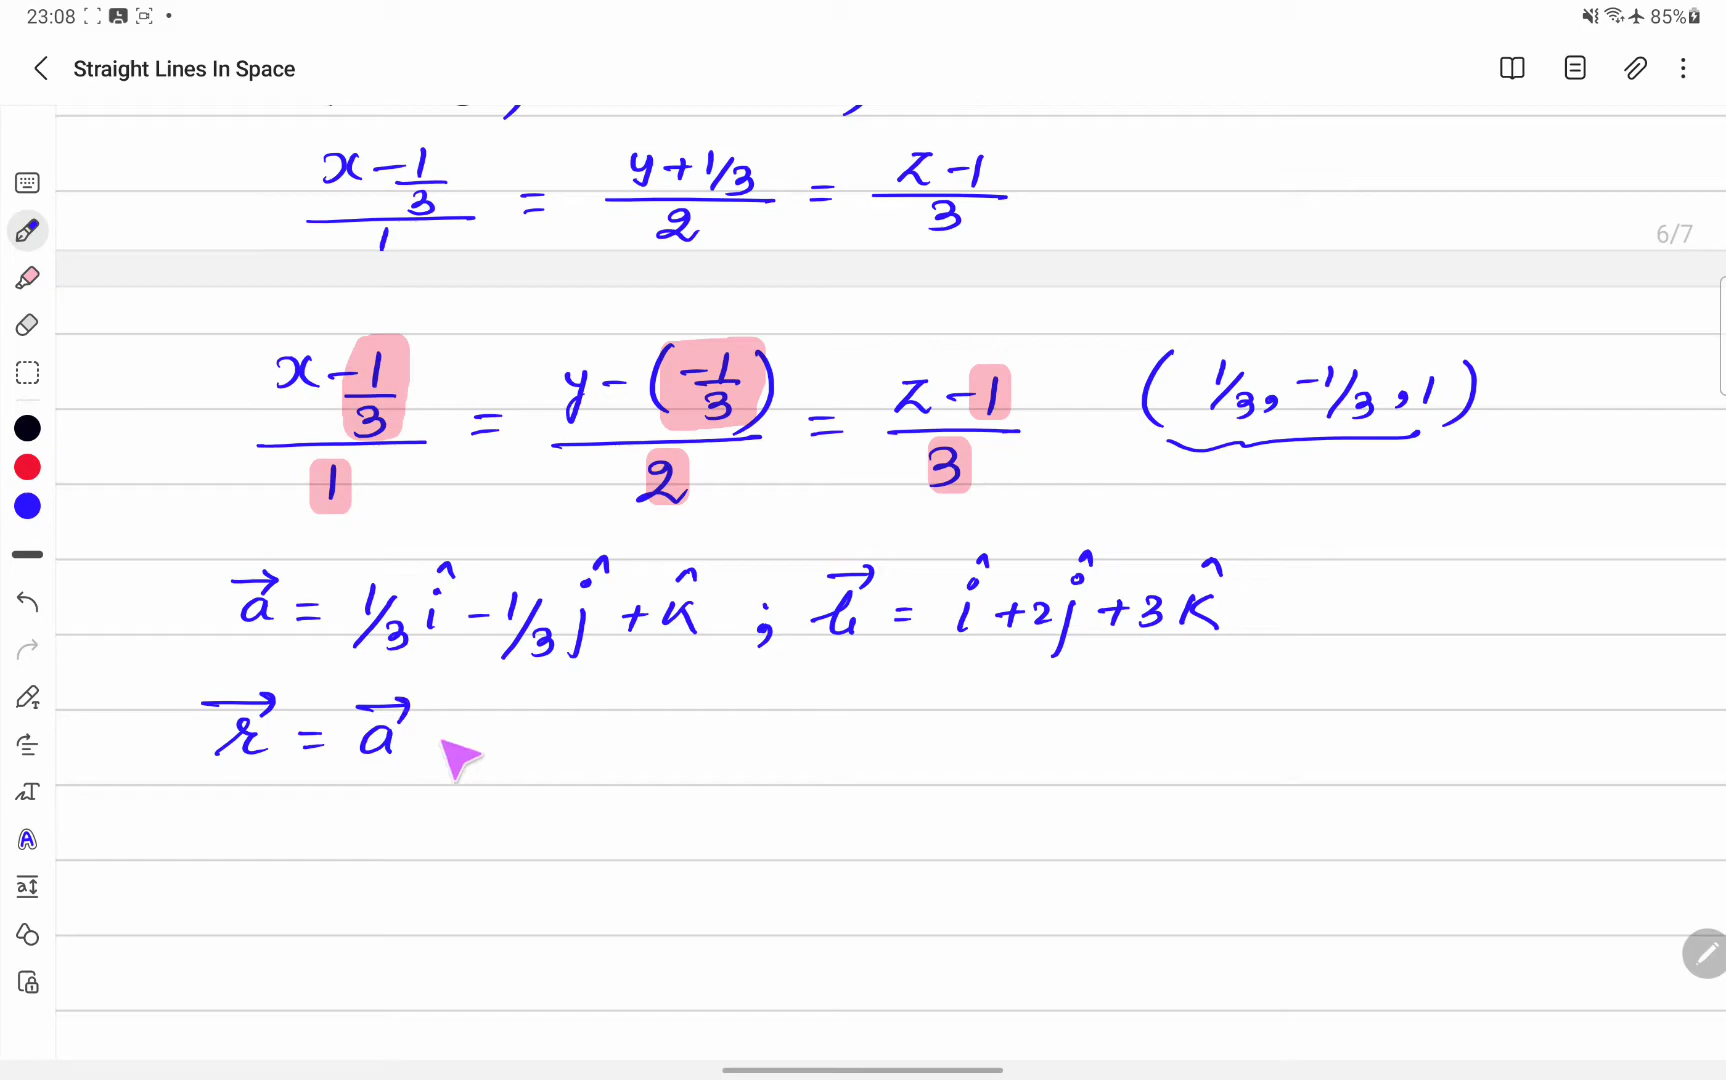 23:08
85%
Straight Lines In Space
x - 1/3 / 1 = y + 1/3 / 2 = z - 1 / 3
6/7
x - 1/3 / 1 = y - (-1/3) / 2 = z - 1 / 3 (1/3, -1/3, 1)
a⃗ = 1/3 î - 1/3 ĵ + k̂ ; b⃗ = î + 2ĵ + 3k̂
r⃗ = a⃗